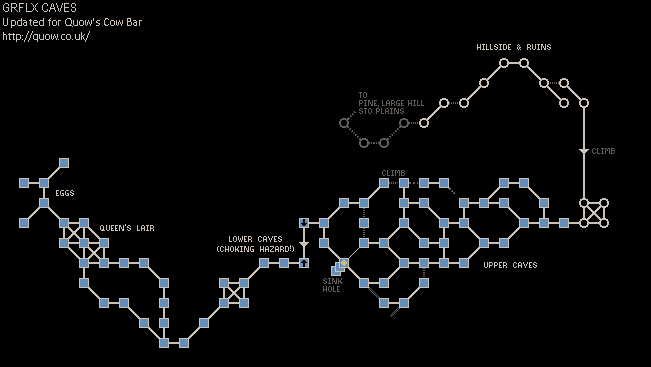 GRFLX CAVES
Updated for Quow's Cow Bar
http://quow.co.uk/
HILLSIDE & RUINS
TO
PINE, LARGE HILL
STO PLAINS
CLIMB
CLIMB
EGGS
QUEEN'S LAIR
LOWER CAVES
(CHOKING HAZARD!)
UPPER CAVES
SINK
HOLE